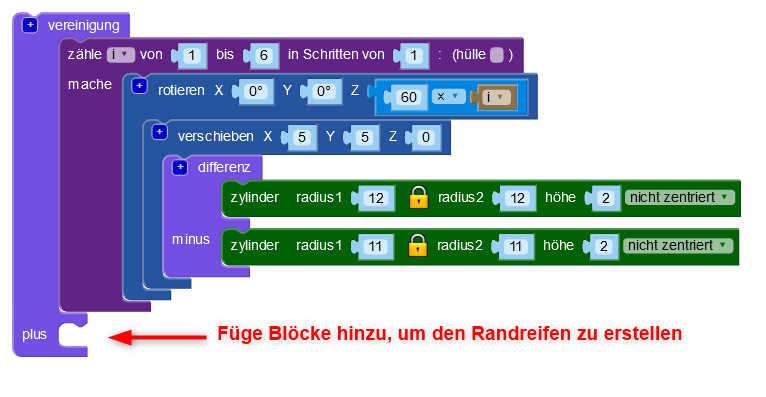 + vereinigung
zähle i ▾ von 1 bis 6 in Schritten von 1 : (hülle )
mache + rotieren X 0° Y 0° Z 60 x ▾ i ▾
+ verschieben X 5 Y 5 Z 0
+ differenz
zylinder radius1 12 radius2 12 höhe 2 nicht zentriert ▾
minus
zylinder radius1 11 radius2 11 höhe 2 nicht zentriert ▾
plus Füge Blöcke hinzu, um den Randreifen zu erstellen